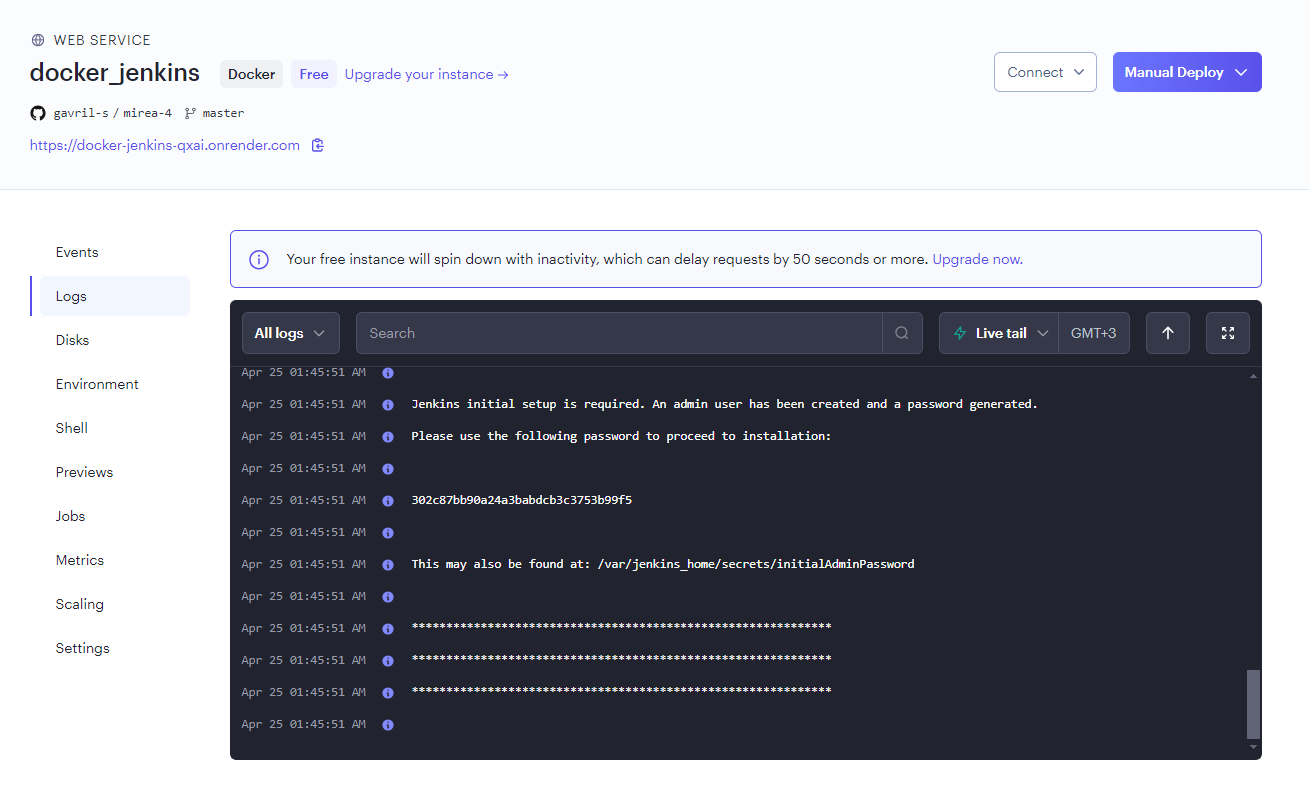 WEB SERVICE
docker_jenkins Docker Free Upgrade your instance →
gavril-s / mirea-4 master
https://docker-jenkins-qxai.onrender.com
Connect
Manual Deploy
Events
Logs
Disks
Environment
Shell
Previews
Jobs
Metrics
Scaling
Settings
Your free instance will spin down with inactivity, which can delay requests by 50 seconds or more. Upgrade now.
All logs Search Live tail GMT+3
Apr 25 01:45:51 AM
Apr 25 01:45:51 AM Jenkins initial setup is required. An admin user has been created and a password generated.
Apr 25 01:45:51 AM Please use the following password to proceed to installation:
Apr 25 01:45:51 AM
Apr 25 01:45:51 AM 302c87bb90a24a3babdcb3c3753b99f5
Apr 25 01:45:51 AM
Apr 25 01:45:51 AM This may also be found at: /var/jenkins_home/secrets/initialAdminPassword
Apr 25 01:45:51 AM
Apr 25 01:45:51 AM *************************************************************
Apr 25 01:45:51 AM *************************************************************
Apr 25 01:45:51 AM *************************************************************
Apr 25 01:45:51 AM